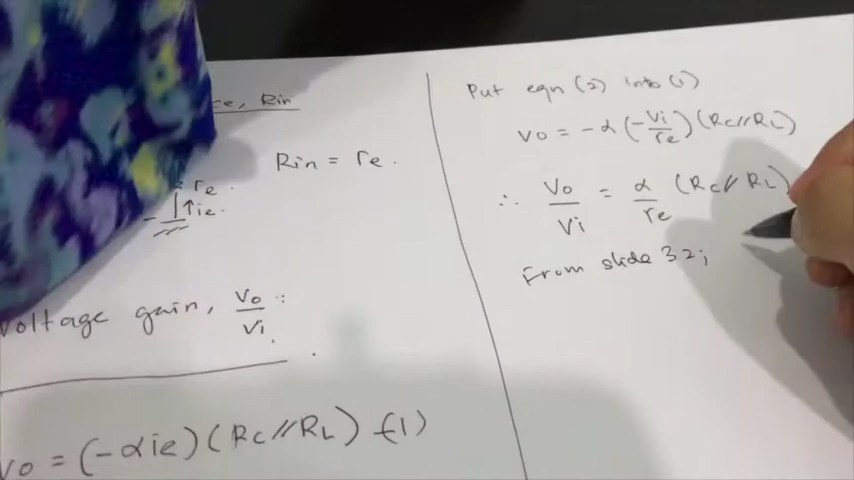 ce, Rin
Rin = re.
re.
↑ie.
Voltage gain, Vo/Vi :
Vo = (-αie)(Rc//RL) -(1)
Put eqn (2) into (1)
Vo = -α(-Vi/re)(Rc//RL)
∴ Vo/Vi = α/re (Rc//RL)
From slide 32;